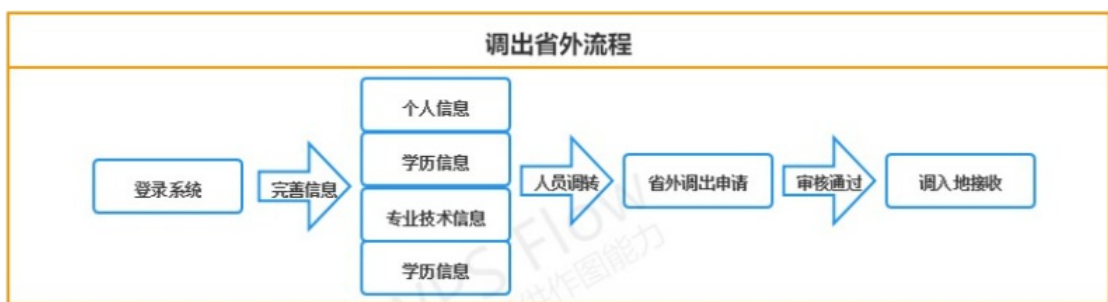 调出省外流程
个人信息
学历信息
登录系统
完善信息
人员调转
省外调出申请
审核通过
调入地接收
专业技术信息
学历信息